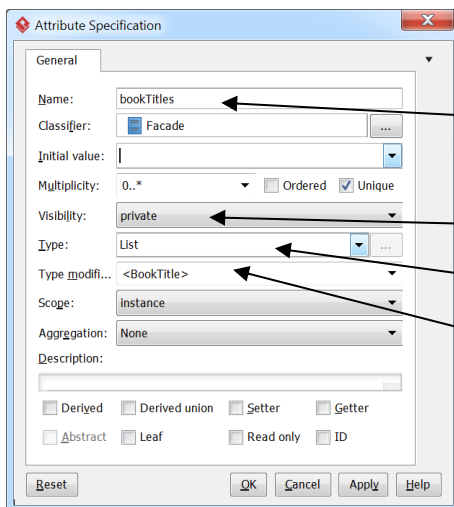 Attribute Specification
General
Name: bookTitles
Classifier: Facade ...
Initial value:
Multiplicity: 0..* Ordered Unique
Visibility: private
Type: List ...
Type modifi... <BookTitle>
Scope: instance
Aggregation: None
Description:
Derived Derived union Setter Getter
Abstract Leaf Read only ID
Reset OK Cancel Apply Help